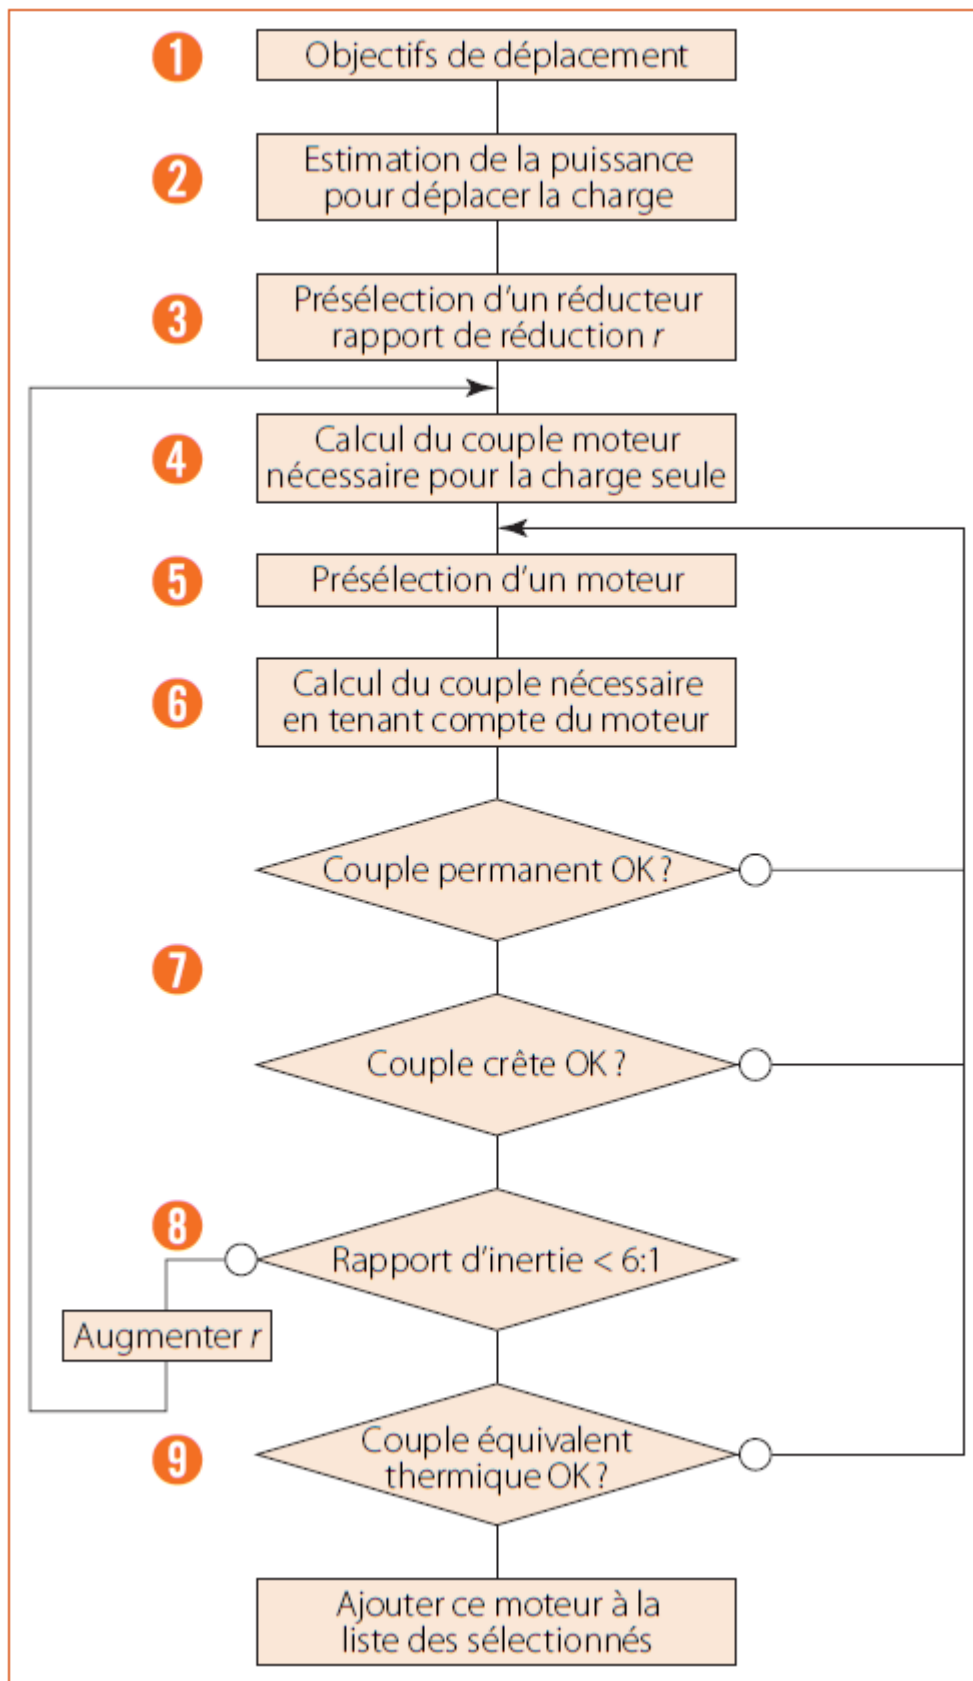 1
Objectifs de déplacement
2
Estimation de la puissance
pour déplacer la charge
3
Présélection d'un réducteur
rapport de réduction r
4
Calcul du couple moteur
nécessaire pour la charge seule
5
Présélection d'un moteur
6
Calcul du couple nécessaire
en tenant compte du moteur
Couple permanent OK ?
7
Couple crête OK ?
8
Rapport d'inertie < 6:1
Augmenter r
9
Couple équivalent
thermique OK ?
Ajouter ce moteur à la
liste des sélectionnés